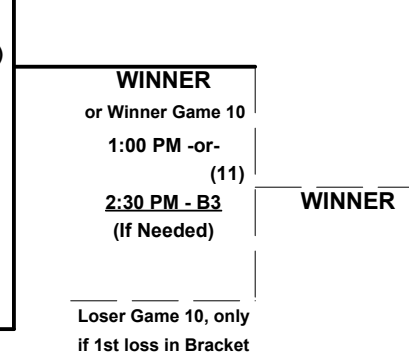 )
WINNER
or Winner Game 10
1:00 PM -or-
(11)
2:30 PM - B3
WINNER
(If Needed)
Loser Game 10, only
if 1st loss in Bracket